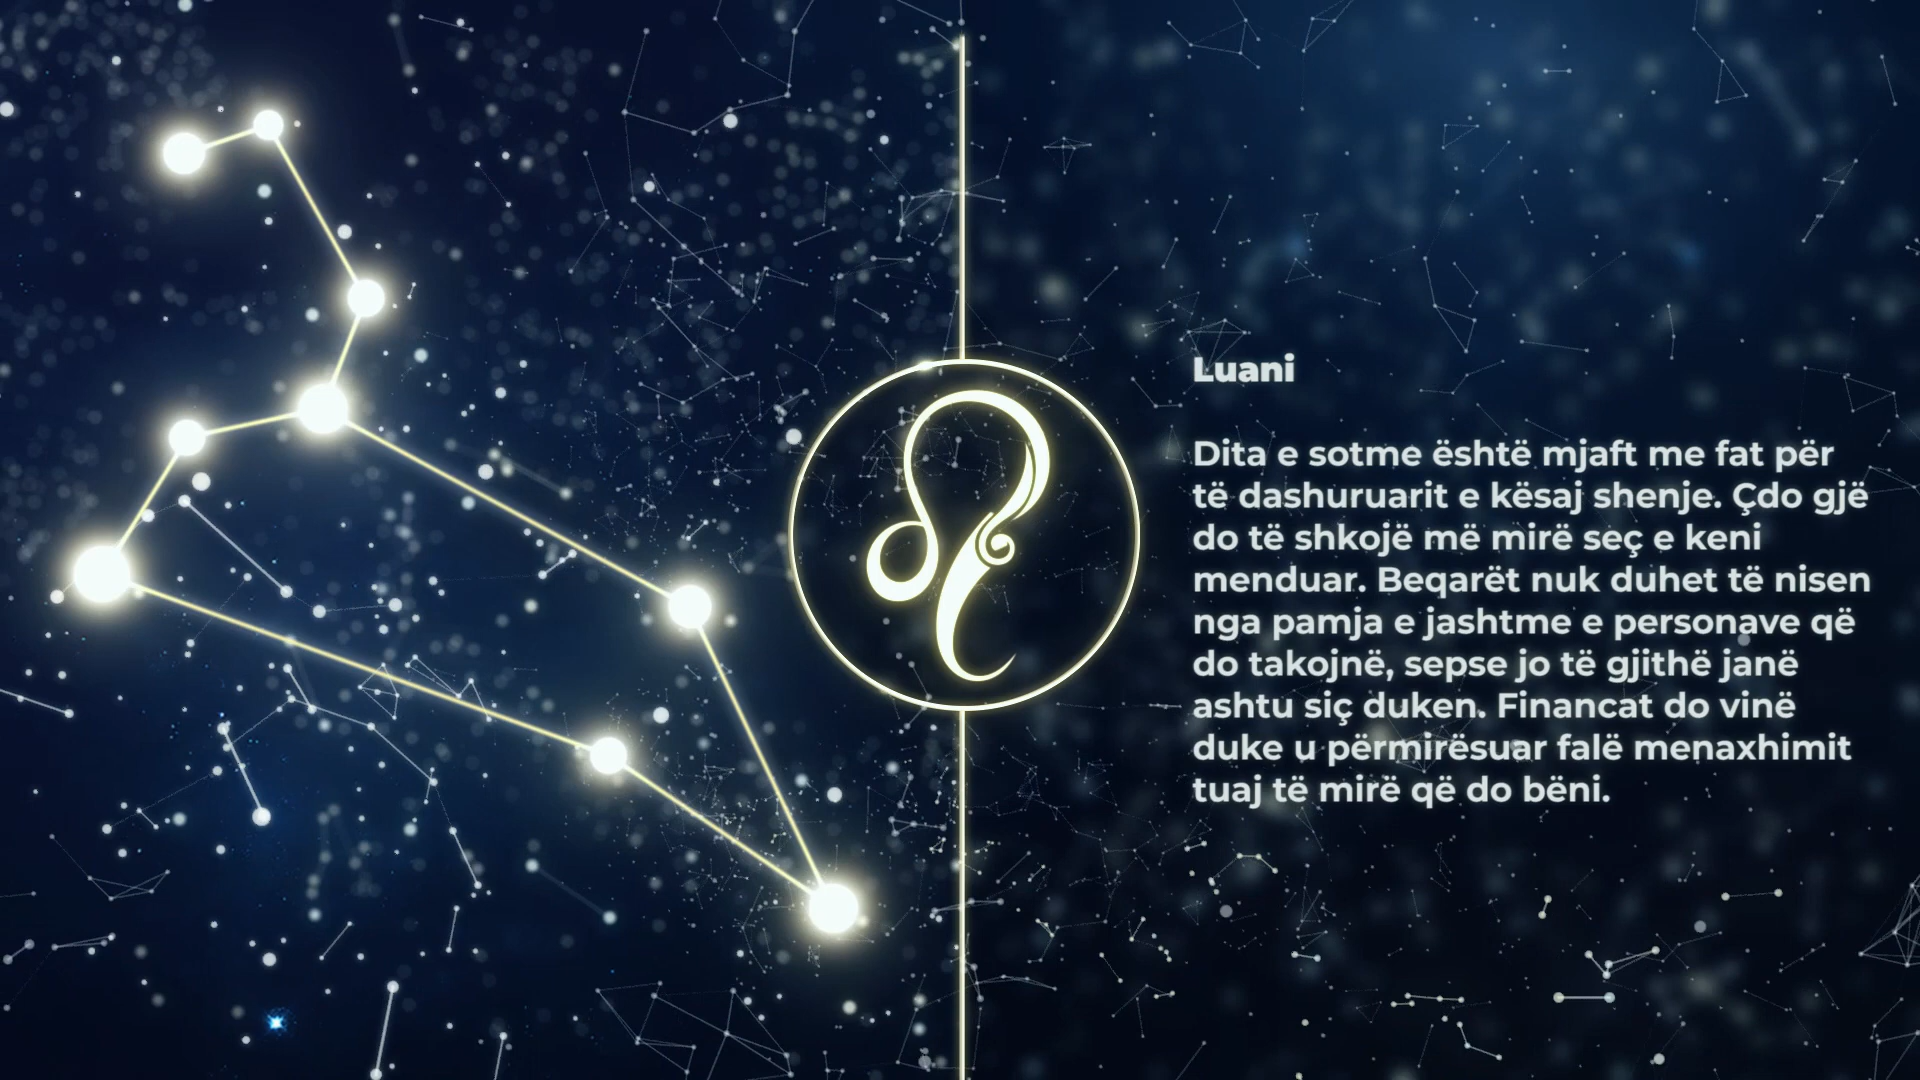 Luani
Dita e sotme është mjaft me fat për
të dashuruarit e kësaj shenje. Çdo gjë
do të shkojë më mirë seç e keni
menduar. Beqarët nuk duhet të nisen
nga pamja e jashtme e personave që
do takojnë, sepse jo të gjithë janë
ashtu siç duken. Financat do vinë
duke u përmirësuar falë menaxhimit
tuaj të mirë që do bëni.